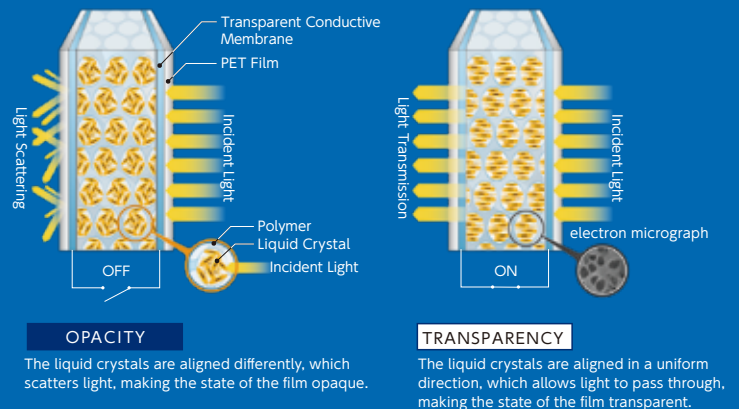 Transparent Conductive
Membrane
PET Film
Light Scattering
Incident Light
Polymer
Liquid Crystal
Incident Light
OFF
OPACITY
The liquid crystals are aligned differently, which
scatters light, making the state of the film opaque.
Light Transmission
Incident Light
electron micrograph
ON
TRANSPARENCY
The liquid crystals are aligned in a uniform
direction, which allows light to pass through,
making the state of the film transparent.